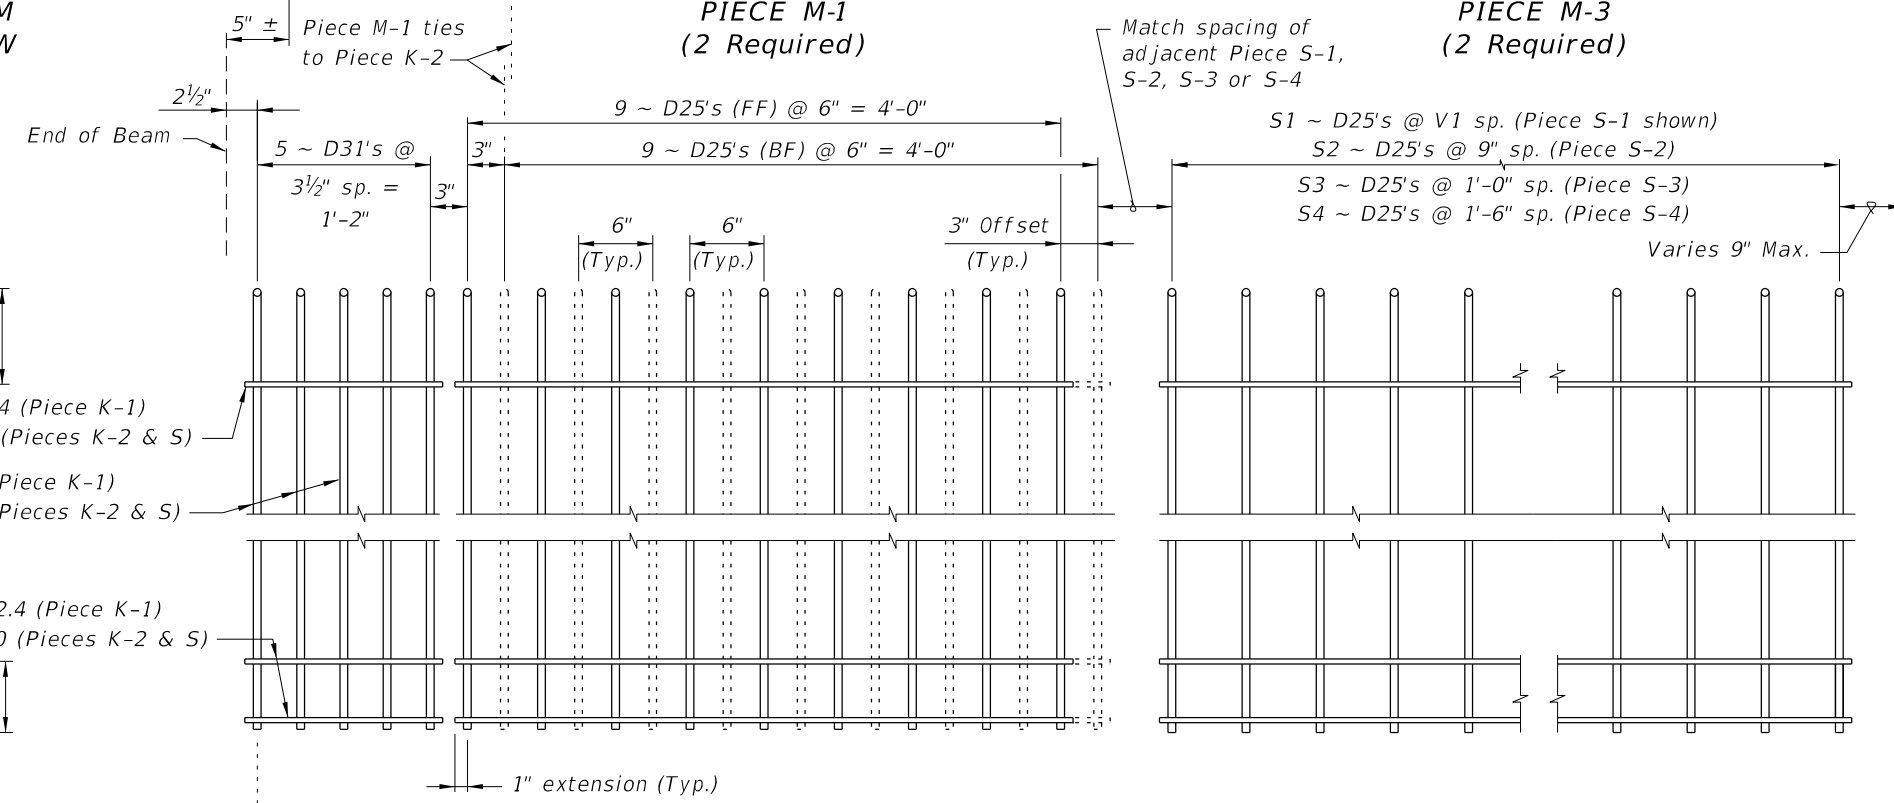 M
W
5" ±
Piece M-1 ties
to Piece K-2
PIECE M-1
(2 Required)
Match spacing of
adjacent Piece S-1,
S-2, S-3 or S-4
PIECE M-3
(2 Required)
2½"
End of Beam
5 ~ D31's @
3½" sp. =
1'-2"
3"
3"
9 ~ D25's (FF) @ 6" = 4'-0"
9 ~ D25's (BF) @ 6" = 4'-0"
6"
(Typ.)
6"
(Typ.)
3" Offset
(Typ.)
S1 ~ D25's @ V1 sp. (Piece S-1 shown)
S2 ~ D25's @ 9" sp. (Piece S-2)
S3 ~ D25's @ 1'-0" sp. (Piece S-3)
S4 ~ D25's @ 1'-6" sp. (Piece S-4)
Varies 9" Max.
4 (Piece K-1)
(Pieces K-2 & S)
Piece K-1)
Pieces K-2 & S)
2.4 (Piece K-1)
0 (Pieces K-2 & S)
1" extension (Typ.)